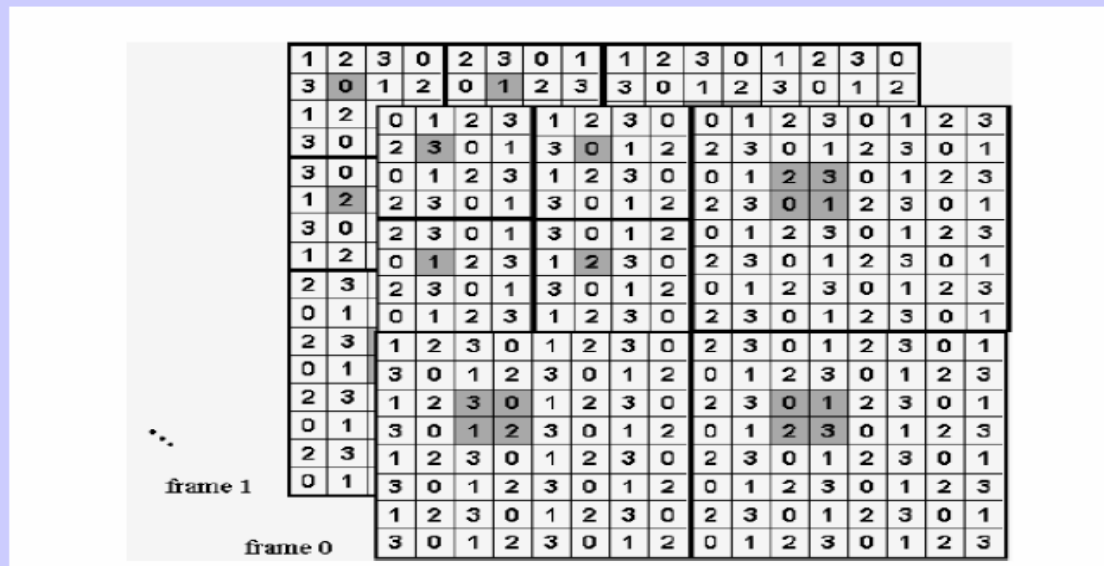 1 2 3 0 2 3 0 1 1 2 3 0 1 2 3 0
3 0 1 2 0 1 2 3 3 0 1 2 3 0 1 2
1 2
3 0
3 0
1 2
3 0
1 2
2 3
0 1
2 3
0 1
2 3
0 1
2 3
0 1
frame 1
0 1 2 3 1 2 3 0 0 1 2 3 0 1 2 3
2 3 0 1 3 0 1 2 2 3 0 1 2 3 0 1
0 1 2 3 1 2 3 0 0 1 2 3 0 1 2 3
2 3 0 1 3 0 1 2 2 3 0 1 2 3 0 1
2 3 0 1 3 0 1 2 0 1 2 3 0 1 2 3
0 1 2 3 1 2 3 0 2 3 0 1 2 3 0 1
2 3 0 1 3 0 1 2 0 1 2 3 0 1 2 3
0 1 2 3 1 2 3 0 2 3 0 1 2 3 0 1
1 2 3 0 1 2 3 0 2 3 0 1 2 3 0 1
3 0 1 2 3 0 1 2 0 1 2 3 0 1 2 3
1 2 3 0 1 2 3 0 2 3 0 1 2 3 0 1
3 0 1 2 3 0 1 2 0 1 2 3 0 1 2 3
1 2 3 0 1 2 3 0 2 3 0 1 2 3 0 1
3 0 1 2 3 0 1 2 0 1 2 3 0 1 2 3
1 2 3 0 1 2 3 0 2 3 0 1 2 3 0 1
3 0 1 2 3 0 1 2 0 1 2 3 0 1 2 3
frame 0